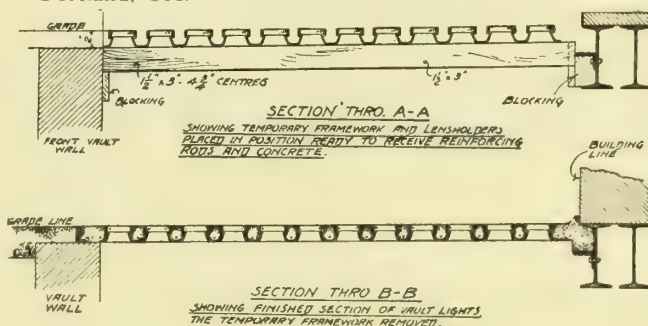 GRADE
2"
1½" × 3" - 4¾" CENTRES
1½" × 3"
BLOCKING
BLOCKING
FRONT VAULT
WALL
SECTION THRO. A-A
SHOWING TEMPORARY FRAMEWORK AND LENSHOLDERS
PLACED IN POSITION READY TO RECEIVE REINFORCING
RODS AND CONCRETE.
BUILDING
LINE
GRADE LINE
VAULT
WALL
SECTION THRO B-B
SHOWING FINISHED SECTION OF VAULT LIGHTS
THE TEMPORARY FRAMEWORK REMOVED.